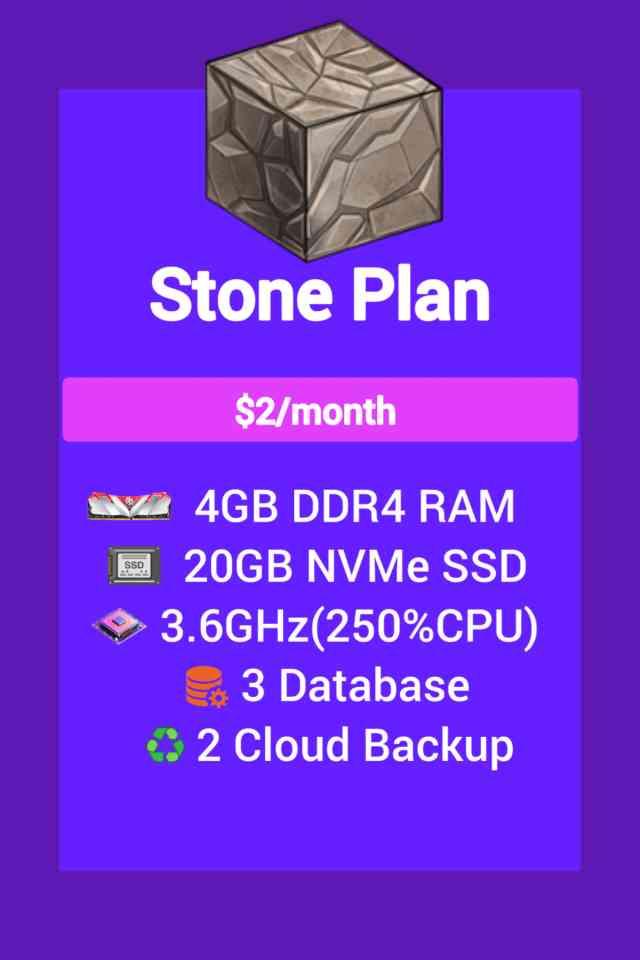 Stone Plan
$2/month
4GB DDR4 RAM
SSD
20GB NVMe SSD
3.6GHz(250%CPU)
3 Database
2 Cloud Backup